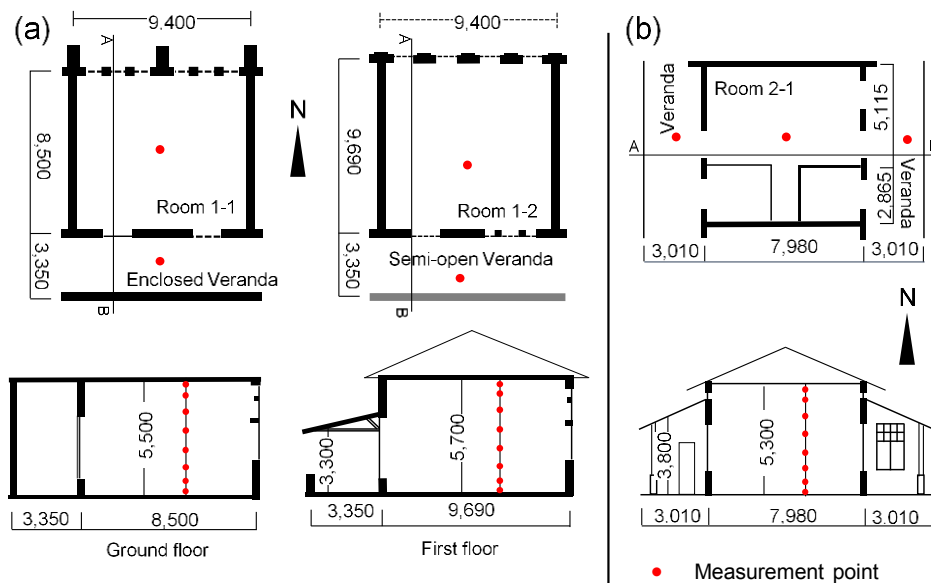 (a)
9,400
A
8,500
Room 1-1
3,350
Enclosed Veranda
B
N
9,400
A
9,690
Room 1-2
3,350
Semi-open Veranda
B
5,500
3,350
8,500
Ground floor
3,300
5,700
3,350
9,690
First floor
(b)
Veranda
Room 2-1
5,115
A
2,865
Veranda
3,010
7,980
3,010
N
3,800
5,300
3.010
7,980
3.010
Measurement point